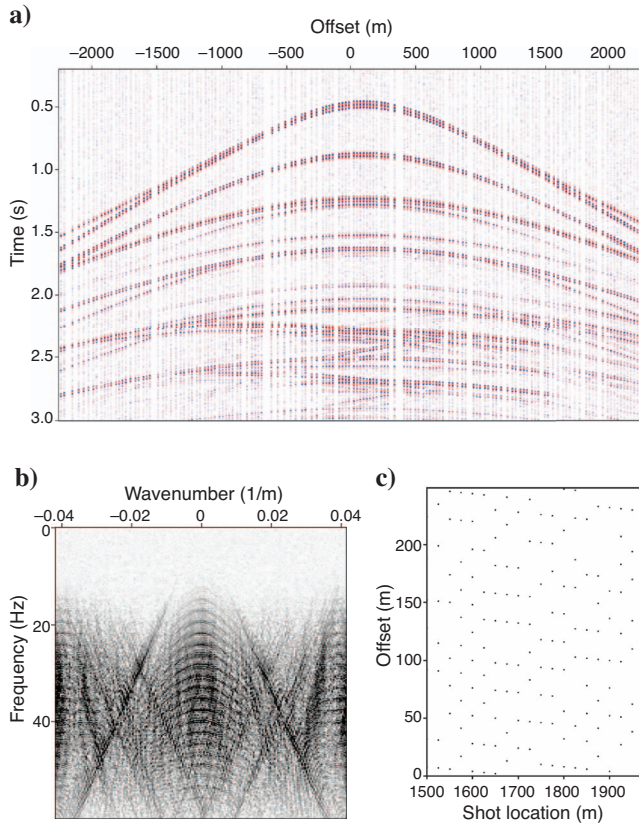 a)
Offset (m)
−2000 −1500 −1000 −500 0 500 1000 1500 2000
Time (s)
0.5
1.0
1.5
2.0
2.5
3.0
b)
Wavenumber (1/m)
−0.04 −0.02 0 0.02 0.04
Frequency (Hz)
0
20
40
c)
Offset (m)
200
150
100
50
0
1500 1600 1700 1800 1900
Shot location (m)